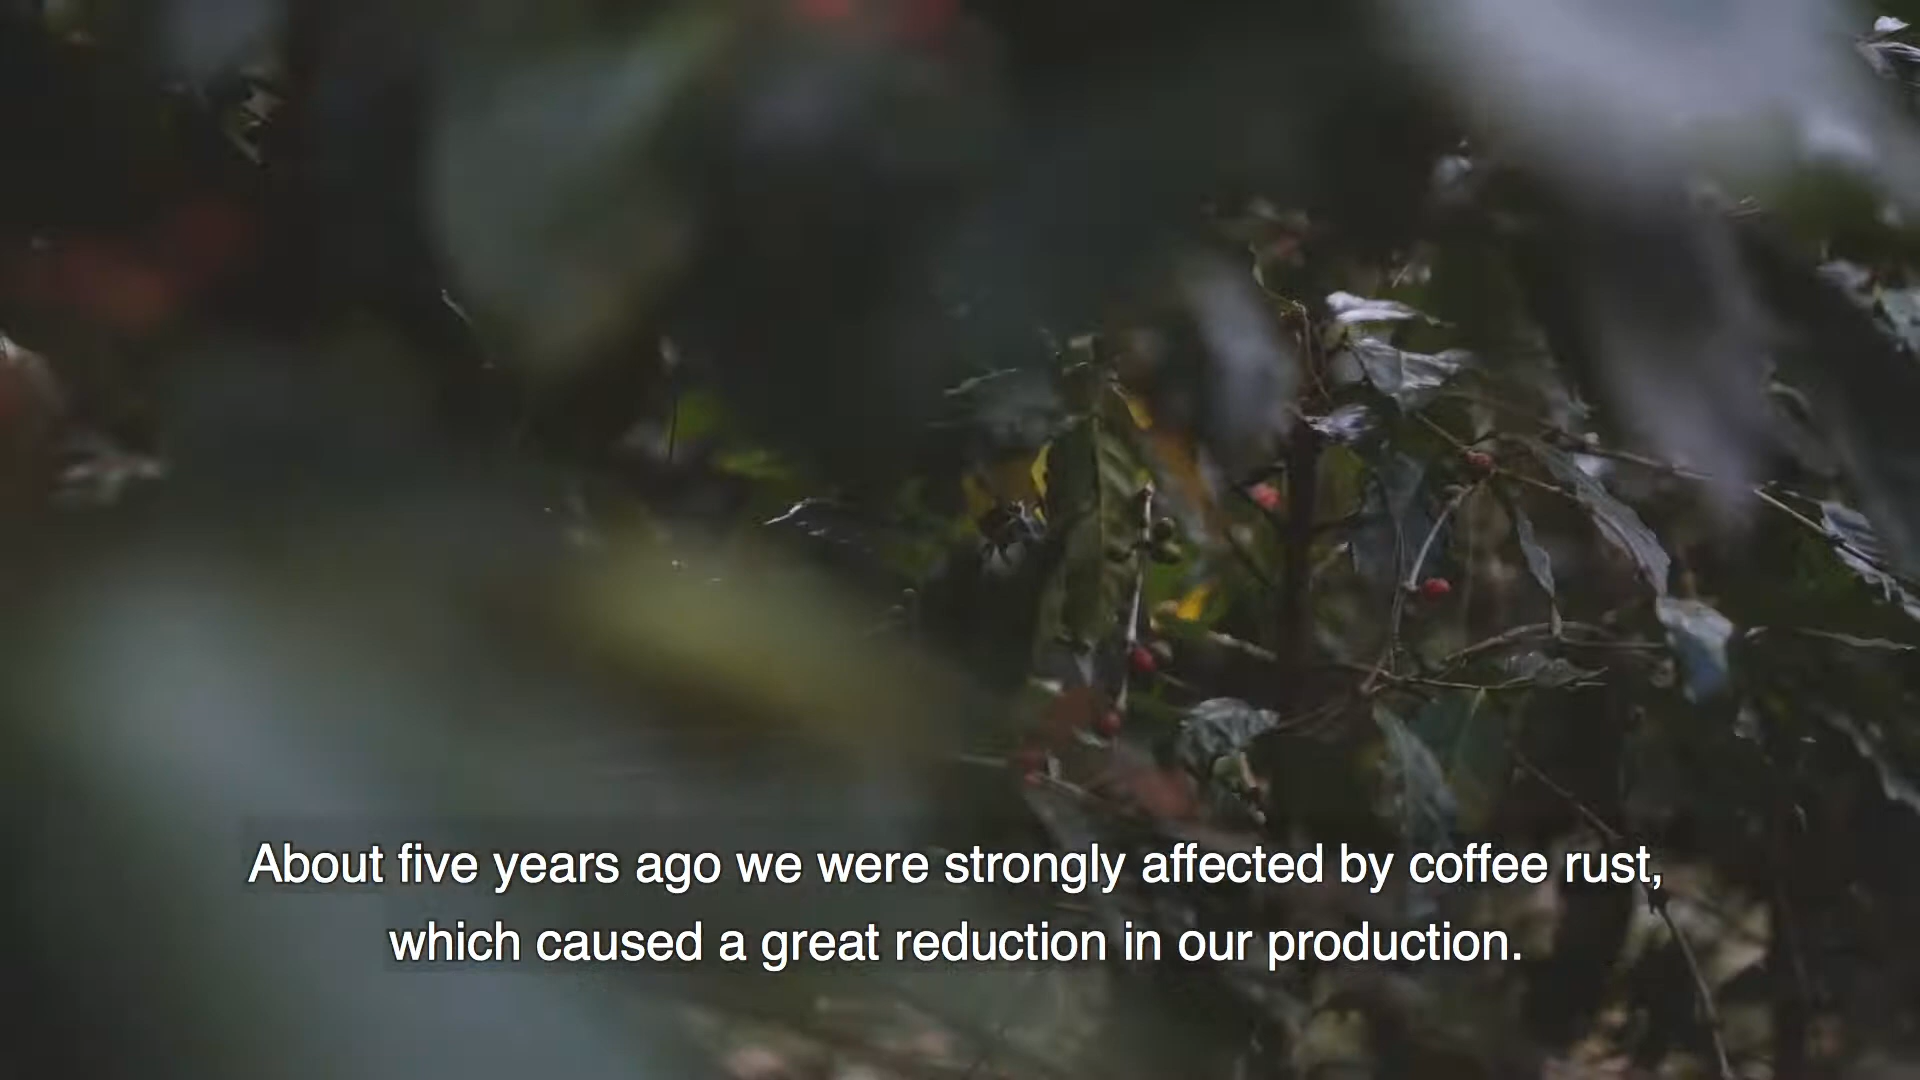 About five years ago we were strongly affected by coffee rust,
which caused a great reduction in our production.